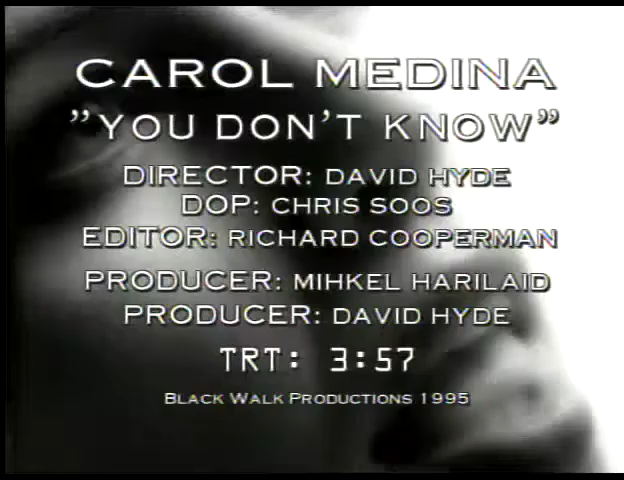 CAROL MEDINA
"YOU DON'T KNOW"
DIRECTOR: DAVID HYDE
DOP: CHRIS SOOS
EDITOR: RICHARD COOPERMAN
PRODUCER: MIHKEL HARILAID
PRODUCER: DAVID HYDE
TRT: 3:57
BLACK WALK PRODUCTIONS 1995